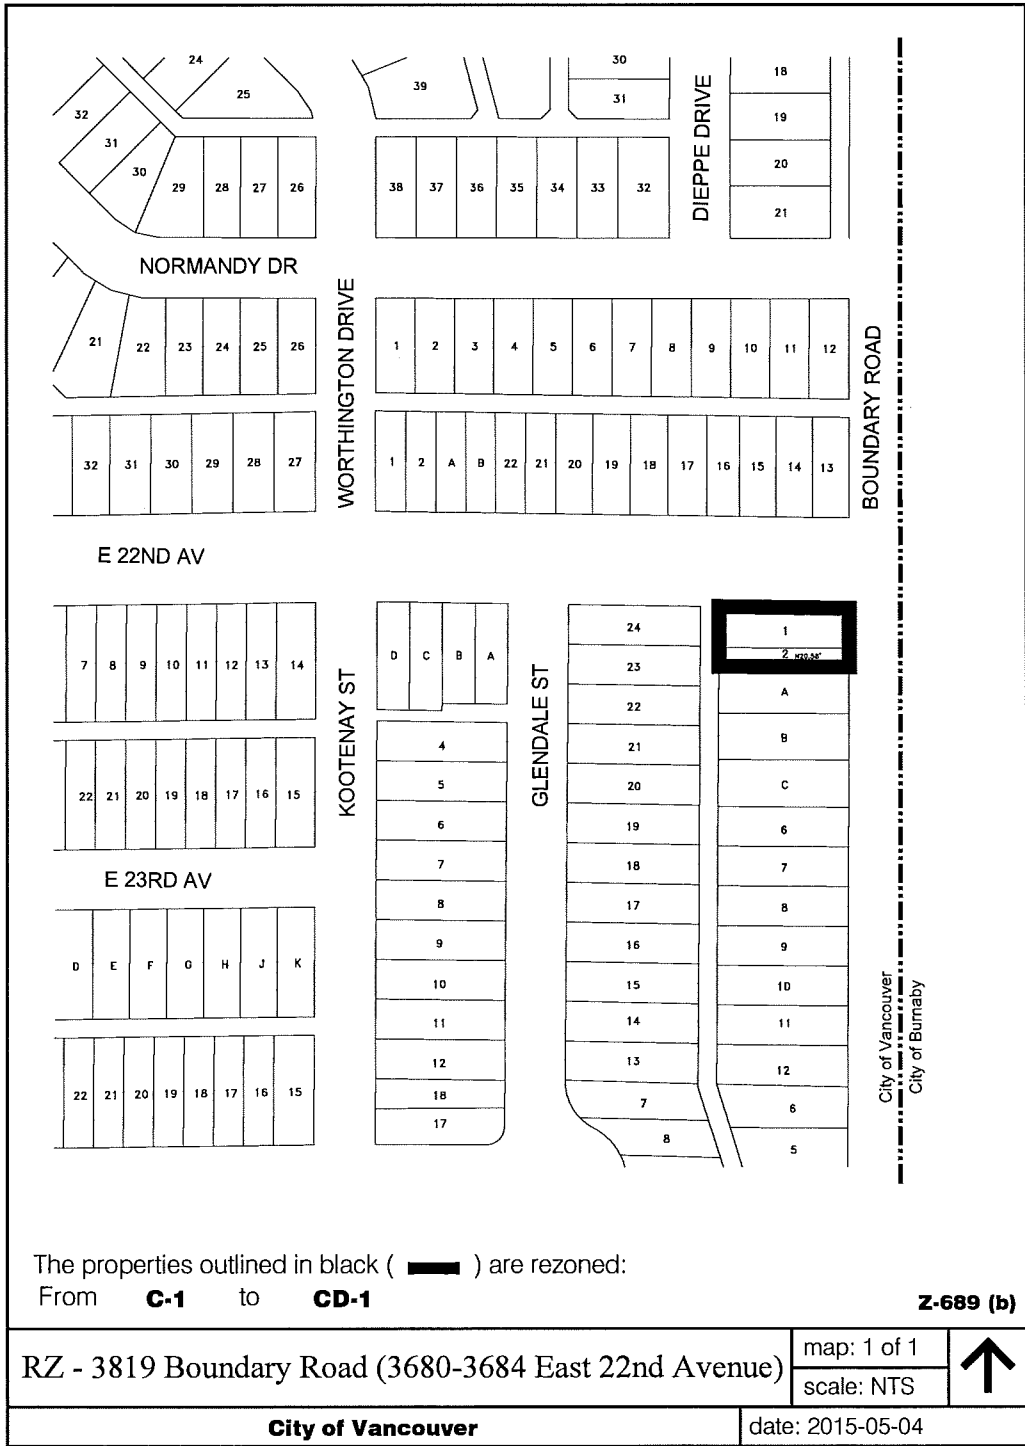 24
25
32
31
30
29 28 27 26
39
30
31
38 37 36 35 34 33 32
DIEPPE DRIVE
18
19
20
21
NORMANDY DR
WORTHINGTON DRIVE
BOUNDARY ROAD
21 22 23 24 25 26
1 2 3 4 5 6 7 8 9 10 11 12
32 31 30 29 28 27
1 2 A B 22 21 20 19 18 17 16 15 14 13
E 22ND AV
7 8 9 10 11 12 13 14
22 21 20 19 18 17 16 15
E 23RD AV
D E F G H J K
22 21 20 19 18 17 16 15
KOOTENAY ST
D C B A
4
5
6
7
8
9
10
11
12
18
17
GLENDALE ST
24
23
22
21
20
19
18
17
16
15
14
13
7
8
1
2 N20.58'
A
B
C
6
7
8
9
10
11
12
6
5
City of Vancouver
City of Burnaby
The properties outlined in black ( ) are rezoned:
From C-1 to CD-1
Z-689 (b)
RZ - 3819 Boundary Road (3680-3684 East 22nd Avenue)
map: 1 of 1
scale: NTS
City of Vancouver
date: 2015-05-04